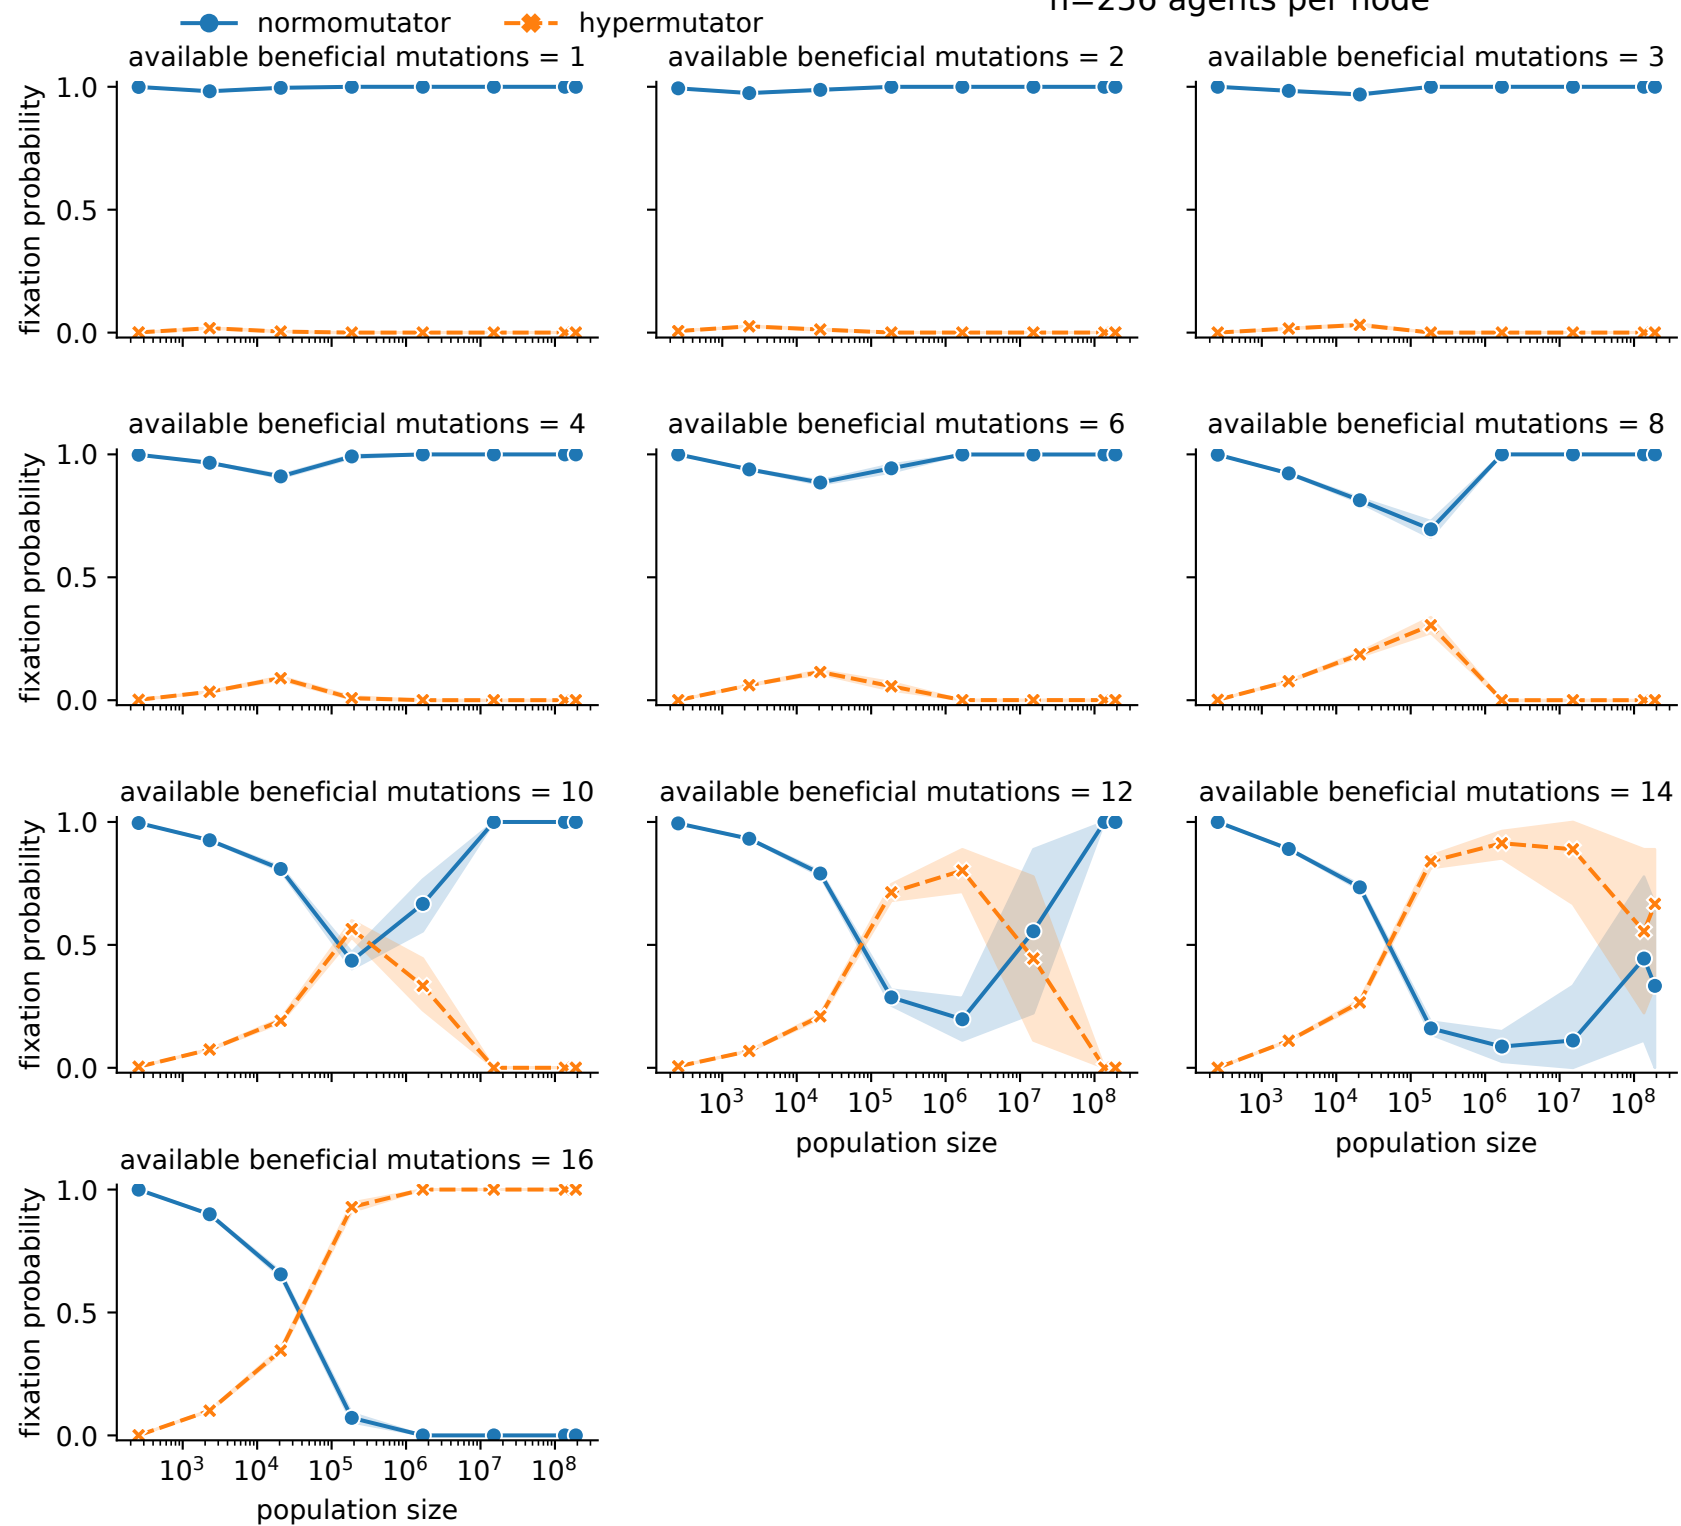 n=256 agents per node
normomutator hypermutator
available beneficial mutations = 1
available beneficial mutations = 2
available beneficial mutations = 3
fixation probability
1.0
0.5
0.0
available beneficial mutations = 4
available beneficial mutations = 6
available beneficial mutations = 8
fixation probability
1.0
0.5
0.0
available beneficial mutations = 10
available beneficial mutations = 12
available beneficial mutations = 14
fixation probability
1.0
0.5
0.0
10³ 10⁴ 10⁵ 10⁶ 10⁷ 10⁸
population size
10³ 10⁴ 10⁵ 10⁶ 10⁷ 10⁸
population size
available beneficial mutations = 16
fixation probability
1.0
0.5
0.0
10³ 10⁴ 10⁵ 10⁶ 10⁷ 10⁸
population size